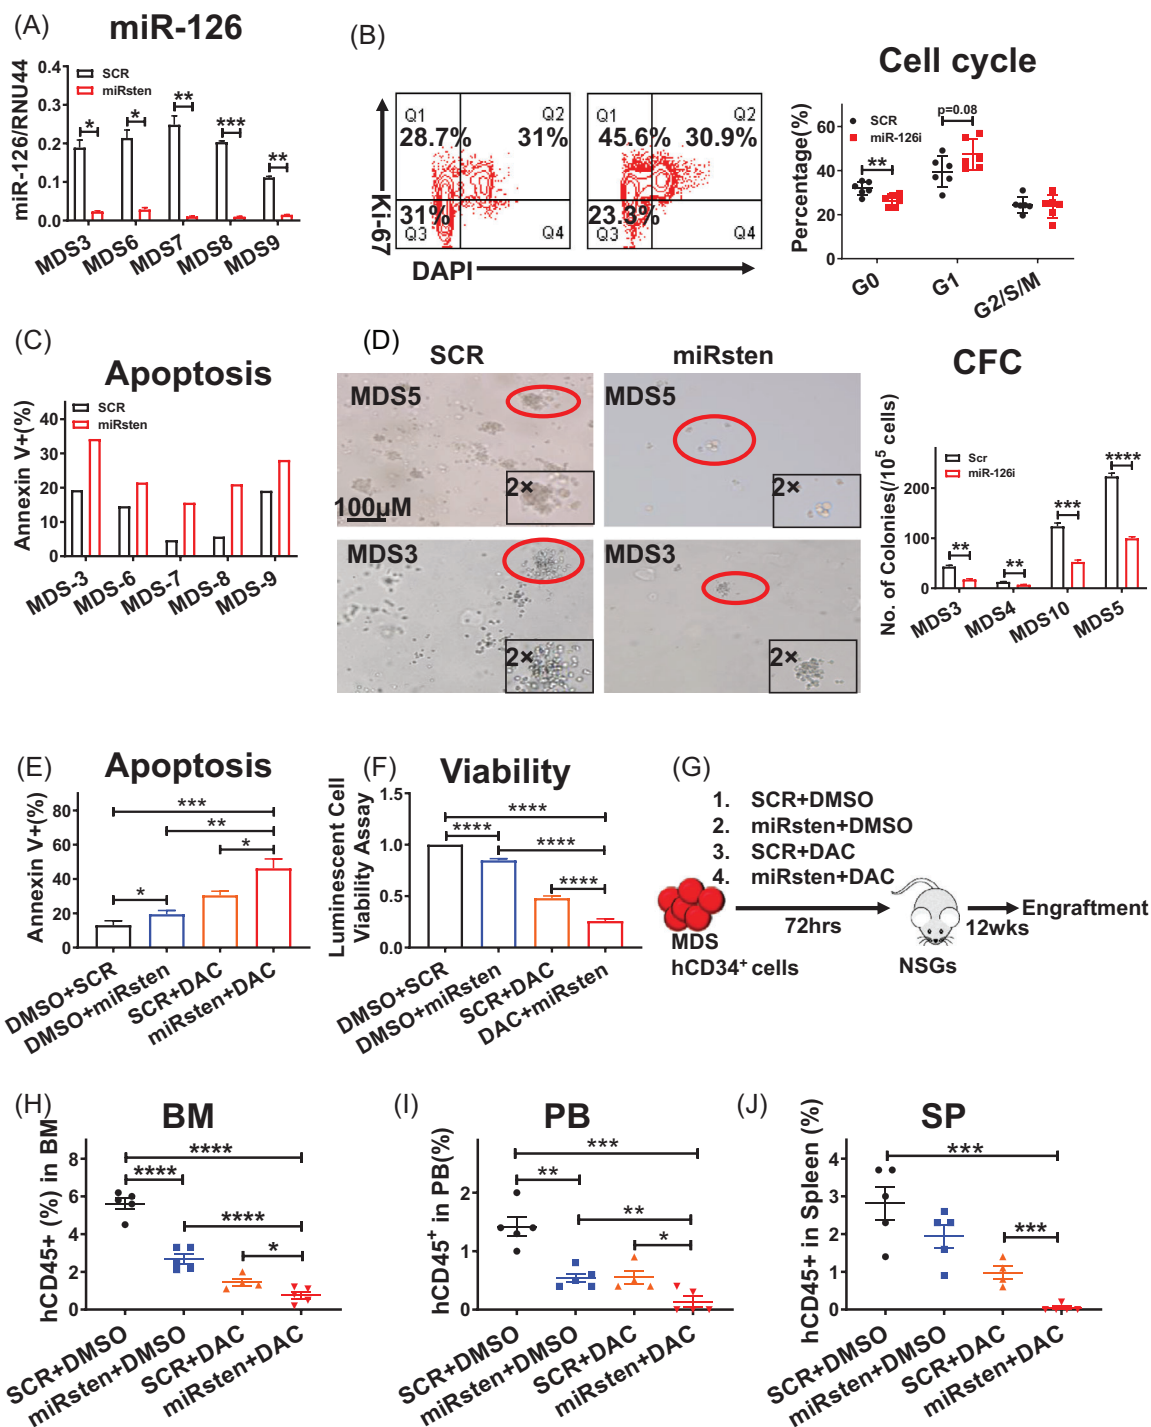 (A)
miR-126
miR-126/RNU44
0.4
0.3
0.2
0.1
0.0
SCR
miRsten
*
*
**
***
**
MDS3
MDS6
MDS7
MDS8
MDS9
(B)
Ki-67
Q1
28.7%
Q2
31%
31%
Q3
Q4
Q1
45.6%
Q2
30.9%
23.3%
Q3
Q4
DAPI
Cell cycle
Percentage(%)
60
40
20
0
SCR
miR-126i
**
p=0.08
G0
G1
G2/S/M
(C)
Apoptosis
Annexin V+(%)
40
30
20
10
0
SCR
miRsten
MDS-3
MDS-6
MDS-7
MDS-8
MDS-9
(D)
SCR
miRsten
MDS5
2×
100µM
MDS5
2×
MDS3
2×
MDS3
2×
CFC
No. of Colonies(/10⁵ cells)
200
100
0
Scr
miR-126i
**
**
***
****
MDS3
MDS4
MDS10
MDS5
(E)
Apoptosis
Annexin V+(%)
80
60
40
20
0
***
**
*
*
DMSO+SCR
DMSO+miRsten
SCR+DAC
miRsten+DAC
(F)
Viability
Luminescent Cell
Viability Assay
1.5
1.0
0.5
0.0
****
****
****
****
DMSO+SCR
DMSO+miRsten
SCR+DAC
DAC+miRsten
(G)
1. SCR+DMSO
2. miRsten+DMSO
3. SCR+DAC
4. miRsten+DAC
MDS
hCD34⁺ cells
72hrs
NSGs
12wks
Engraftment
(H)
BM
hCD45+ (%) in BM
8
6
4
2
0
****
****
****
*
SCR+DMSO
miRsten+DMSO
SCR+DAC
miRsten+DAC
(I)
PB
hCD45⁺ in PB(%)
2
1
0
***
**
**
*
SCR+DMSO
miRsten+DMSO
SCR+DAC
miRsten+DAC
(J)
SP
hCD45+ in Spleen (%)
4
3
2
1
0
***
***
SCR+DMSO
miRsten+DMSO
SCR+DAC
miRsten+DAC